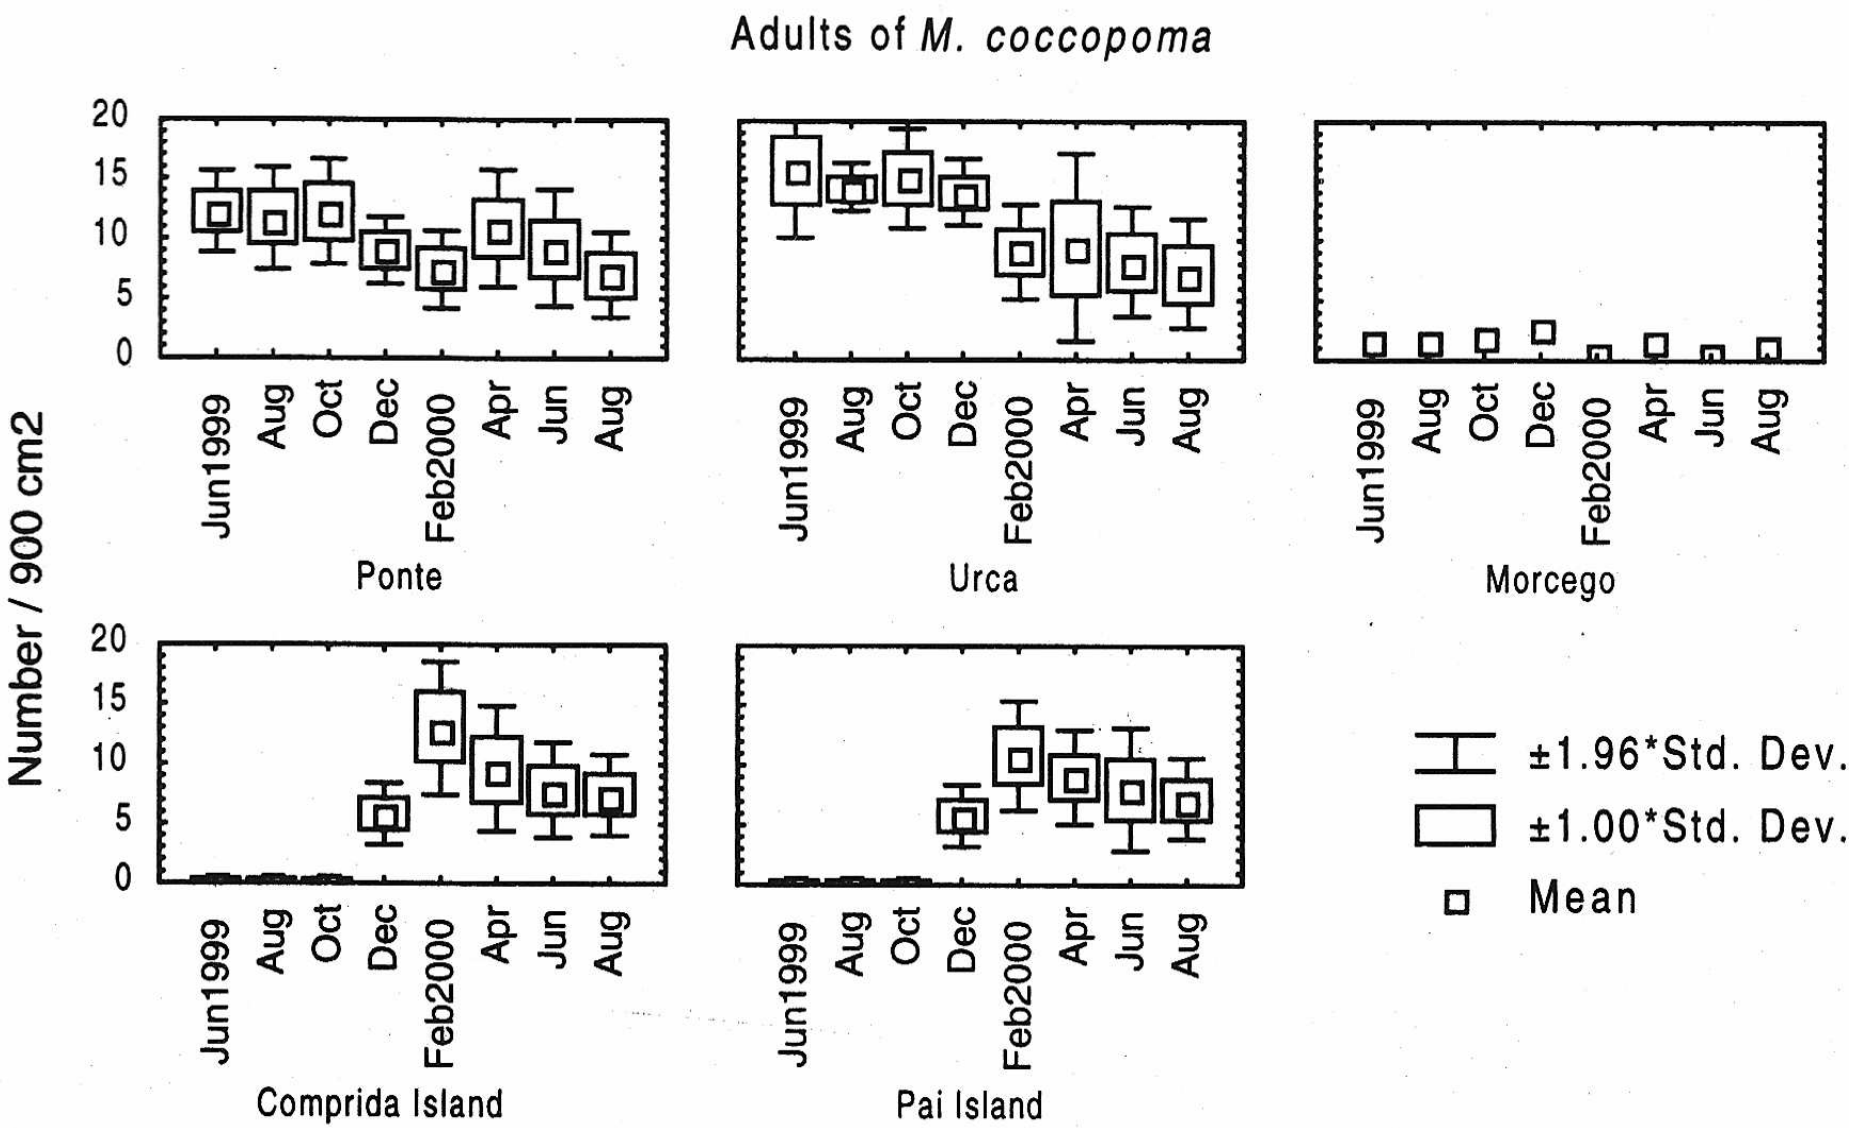 Adults of M. coccopoma
Number / 900 cm2
20
15
10
5
0
Jun1999
Aug
Oct
Dec
Feb2000
Apr
Jun
Aug
Ponte
Jun1999
Aug
Oct
Dec
Feb2000
Apr
Jun
Aug
Urca
Jun1999
Aug
Oct
Dec
Feb2000
Apr
Jun
Aug
Morcego
20
15
10
5
0
Jun1999
Aug
Oct
Dec
Feb2000
Apr
Jun
Aug
Comprida Island
Jun1999
Aug
Oct
Dec
Feb2000
Apr
Jun
Aug
Pai Island
±1.96*Std. Dev.
±1.00*Std. Dev.
Mean